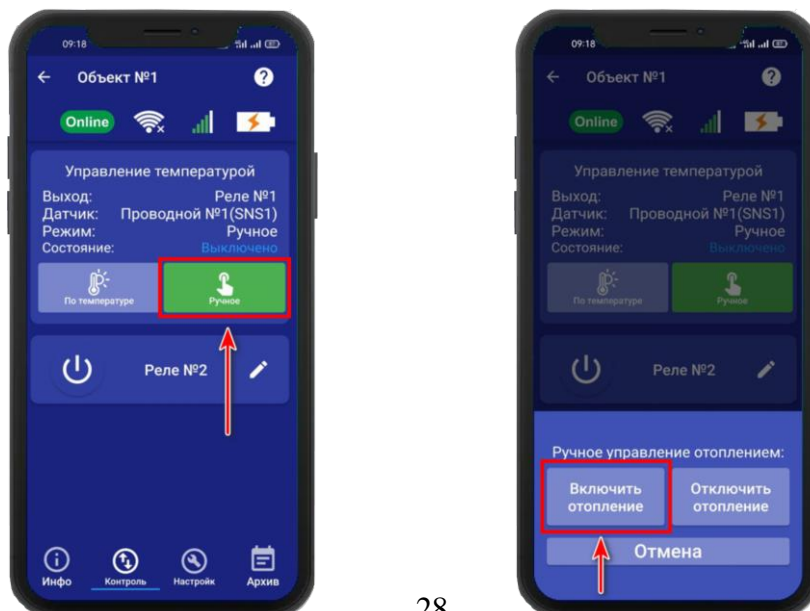 09:18
Объект №1
?
Online
Управление температурой
Выход: Реле №1
Датчик: Проводной №1(SNS1)
Режим: Ручное
Состояние: Выключено
По температуре
Ручное
Реле №2
Инфо
Контроль
Настройк
Архив
09:18
Объект №1
?
Online
Управление температурой
Выход: Реле №1
Датчик: Проводной №1(SNS1)
Режим: Ручное
Состояние: Выключено
По температуре
Ручное
Реле №2
Ручное управление отоплением:
Включить
отопление
Отключить
отопление
Отмена
28